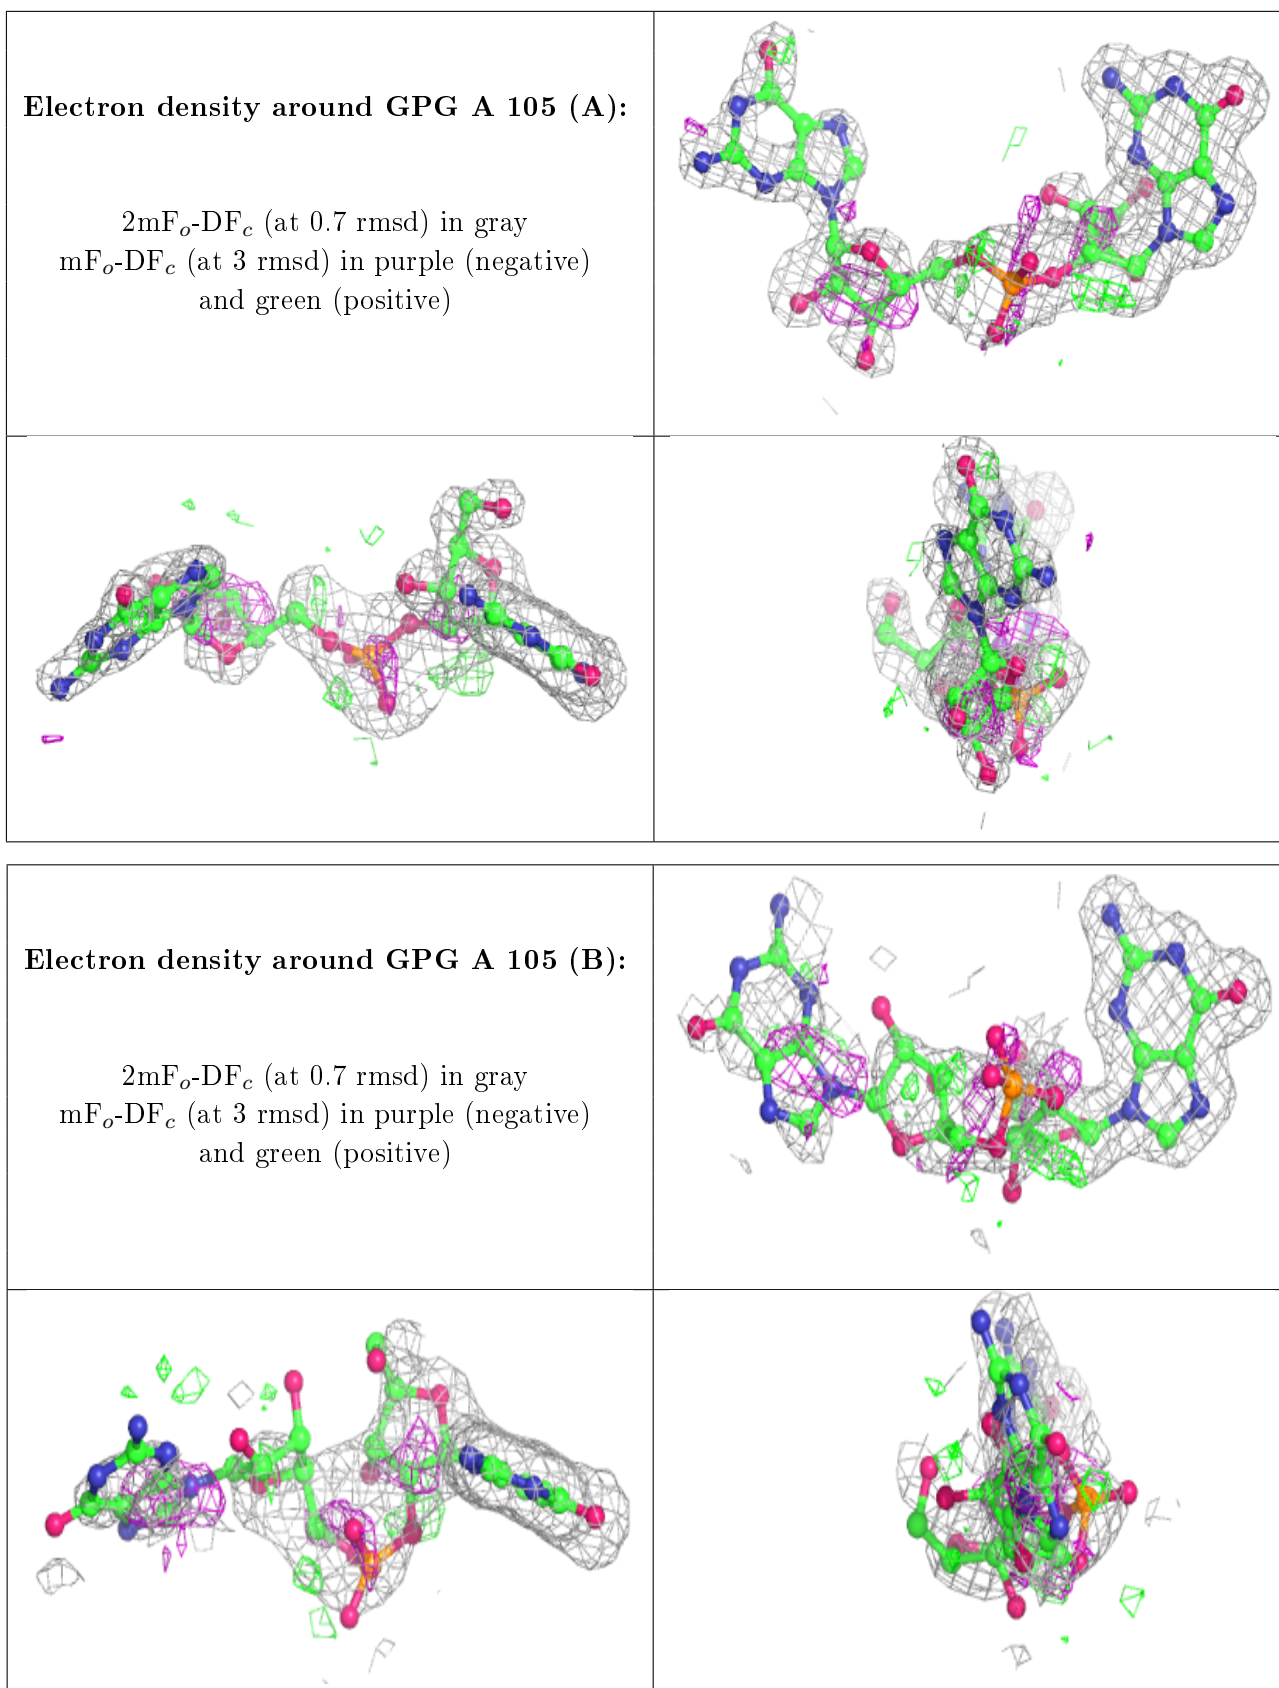 Electron density around GPG A 105 (A):
2mFₒ-DF𝒸 (at 0.7 rmsd) in gray
mFₒ-DF𝒸 (at 3 rmsd) in purple (negative)
and green (positive)
Electron density around GPG A 105 (B):
2mFₒ-DF𝒸 (at 0.7 rmsd) in gray
mFₒ-DF𝒸 (at 3 rmsd) in purple (negative)
and green (positive)